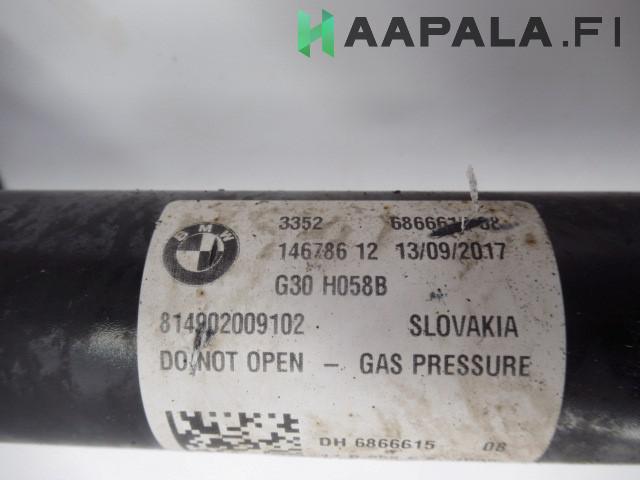 HAAPALA.FI
BMW
3352
146786 12 13/09/2017
G30 H058B
814902009102 SLOVAKIA
DO NOT OPEN - GAS PRESSURE
DH 6866615 08